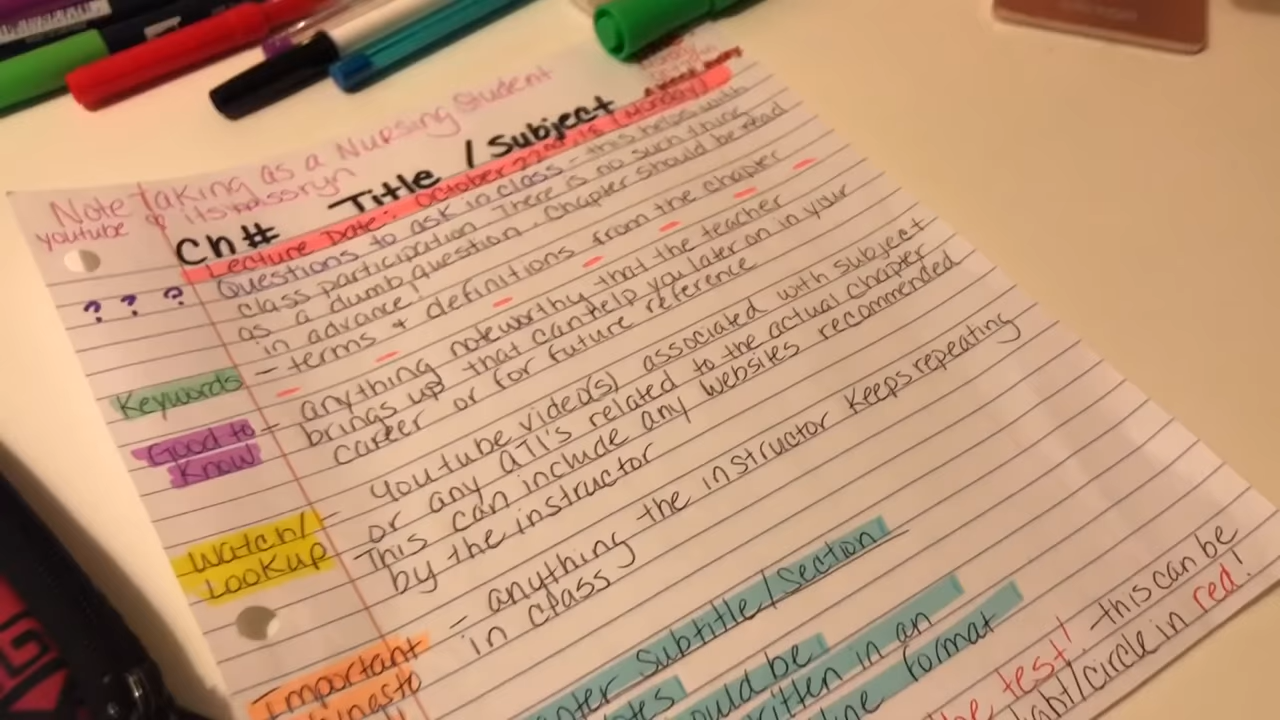 Note taking as a Nursing Student
youtube &
Ch# Title / Subject
Lecture Date: October 22nd, 18 (Monday)
? ? ? Questions to ask in class - this helps with
class participation. There is no such thing
as a dumb question. Chapter should be read
in advance!
Keywords - terms + definitions from the chapter
Good to - anything noteworthy that the teacher
Know brings up that can help you later on in your
career or for future reference
Watch/ - youtube video(s) associated with subject
Lookup or any ATI's related to the actual chapter
This can include any websites recommended
by the instructor
Important - anything the instructor keeps repeating
in class
subtitle/section
be
in an
format
test! - this can be
circle in red!